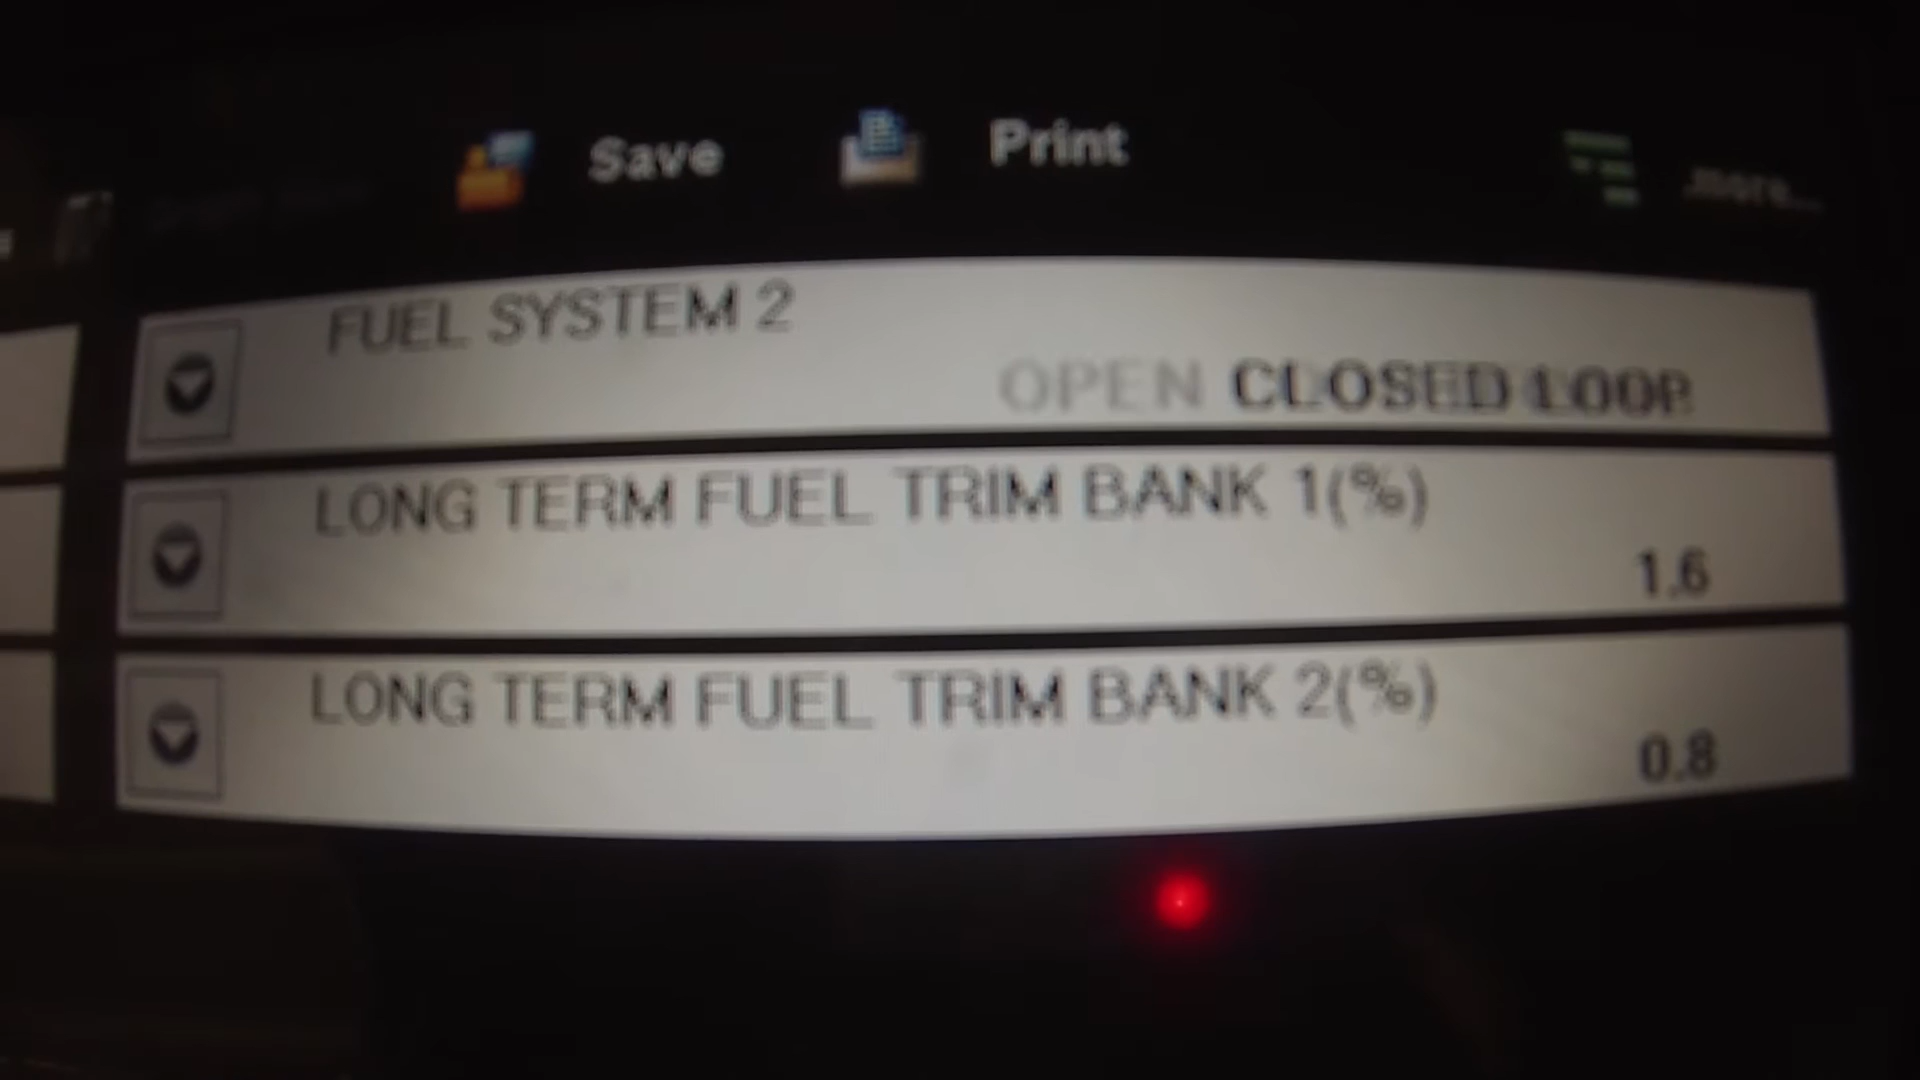 Save
Print
more...
FUEL SYSTEM 2
OPEN CLOSED LOOP
LONG TERM FUEL TRIM BANK 1(%)
1.6
LONG TERM FUEL TRIM BANK 2(%)
0.8